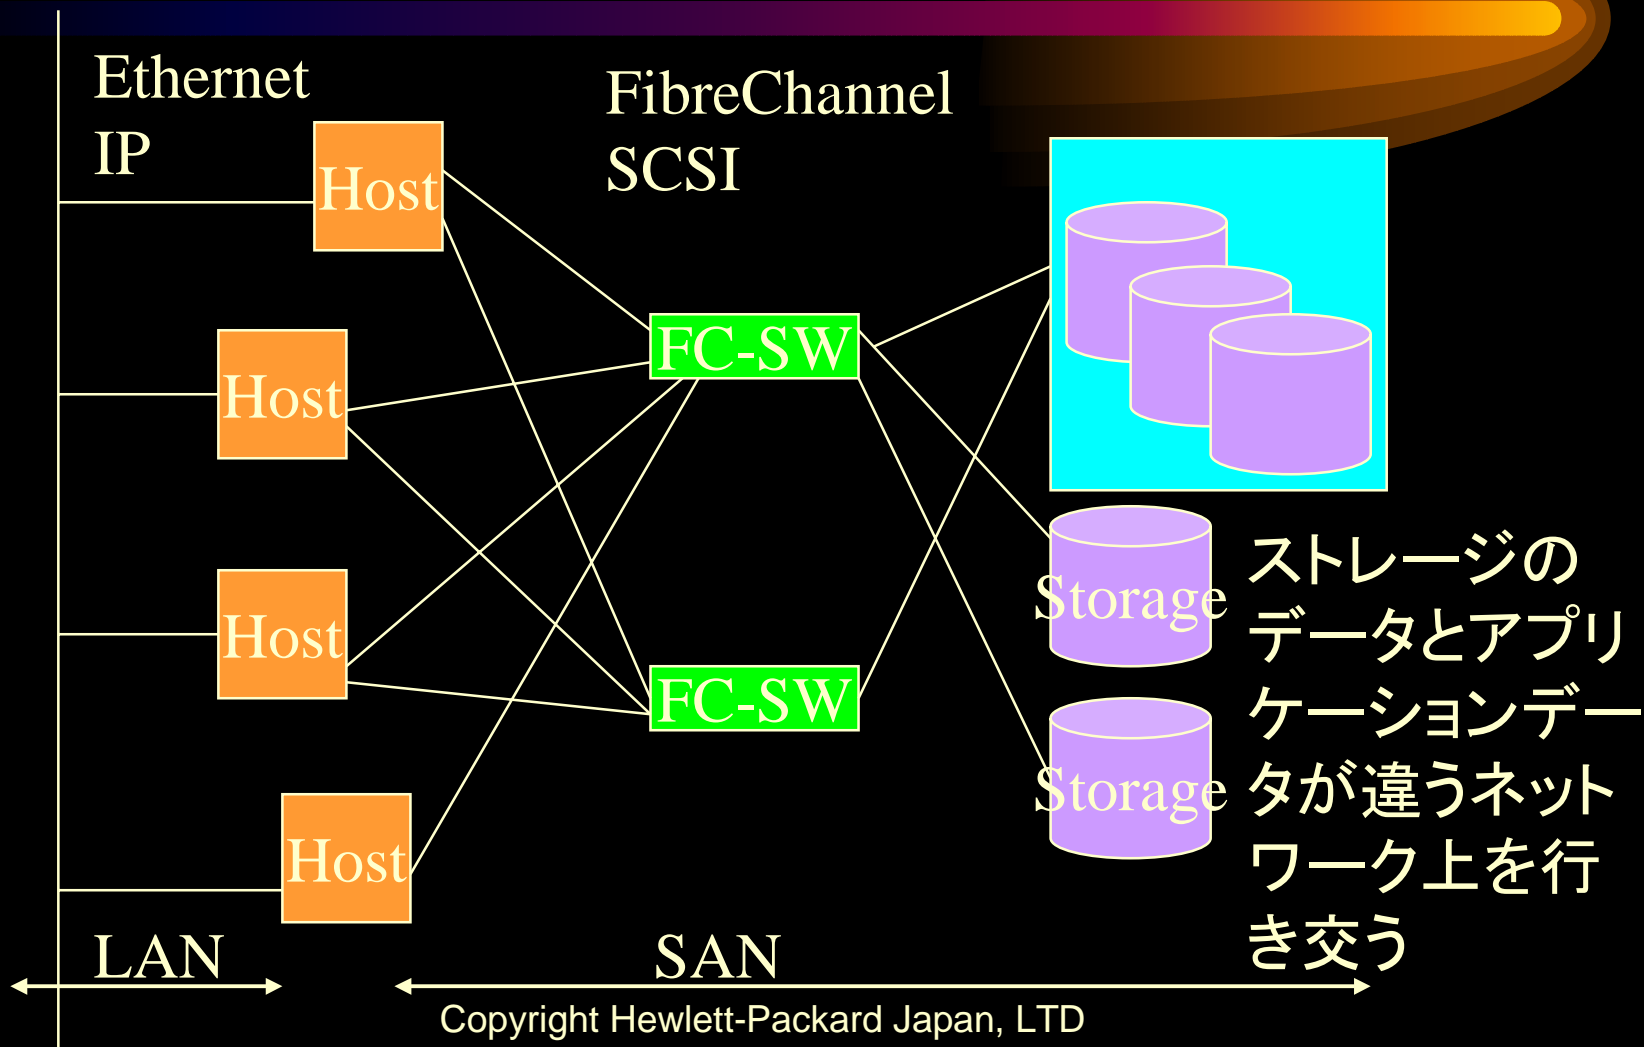 Ethernet
IP
FibreChannel
SCSI
Host
Host
Host
Host
FC-SW
FC-SW
Storage
Storage
ストレージの
データとアプリ
ケーションデー
タが違うネット
ワーク上を行
き交う
LAN
SAN
Copyright Hewlett-Packard Japan, LTD